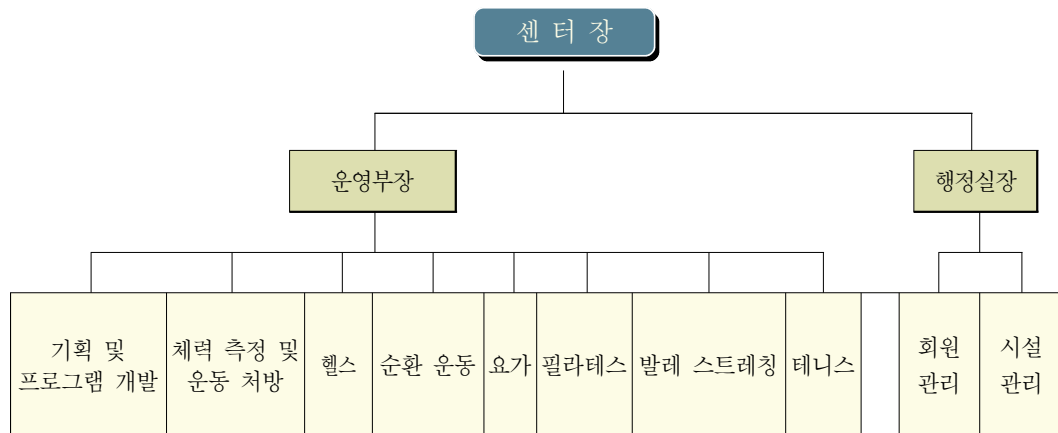 센 터 장
운영부장
행정실장
기획 및
프로그램 개발
체력 측정 및
운동 처방
헬스
순환 운동
요가
필라테스
발레 스트레칭
테니스
회원
관리
시설
관리